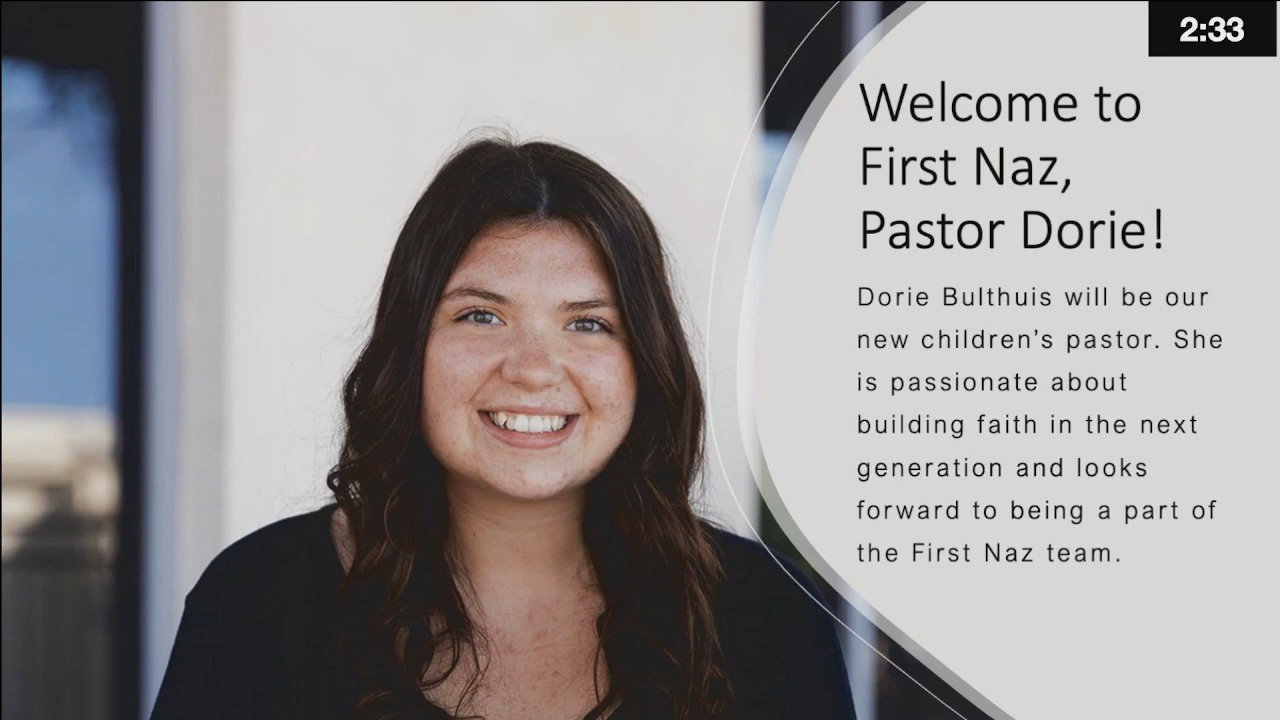 2:33
Welcome to
First Naz,
Pastor Dorie!
Dorie Bulthuis will be our
new children’s pastor. She
is passionate about
building faith in the next
generation and looks
forward to being a part of
the First Naz team.